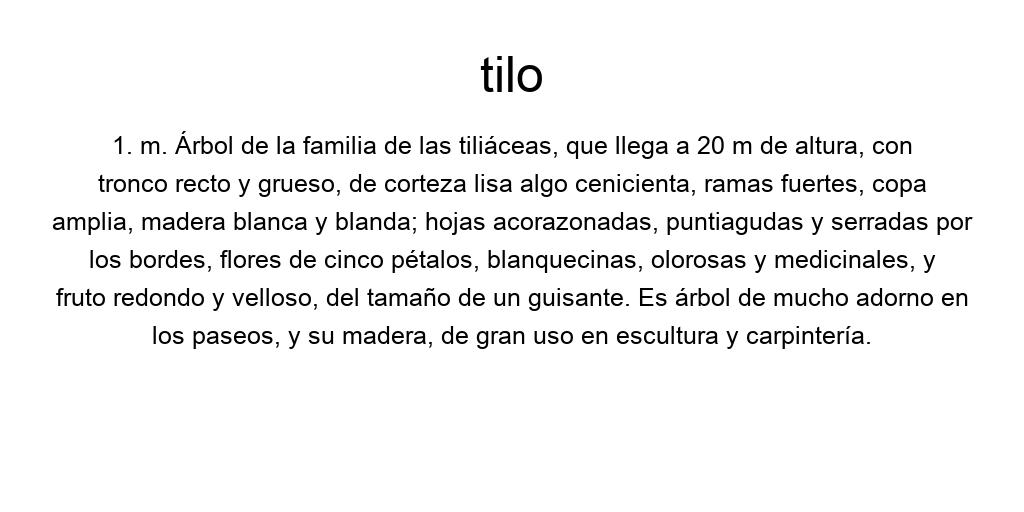 tilo
1. m. Árbol de la familia de las tiliáceas, que llega a 20 m de altura, con
tronco recto y grueso, de corteza lisa algo cenicienta, ramas fuertes, copa
amplia, madera blanca y blanda; hojas acorazonadas, puntiagudas y serradas por
los bordes, flores de cinco pétalos, blanquecinas, olorosas y medicinales, y
fruto redondo y velloso, del tamaño de un guisante. Es árbol de mucho adorno en
los paseos, y su madera, de gran uso en escultura y carpintería.